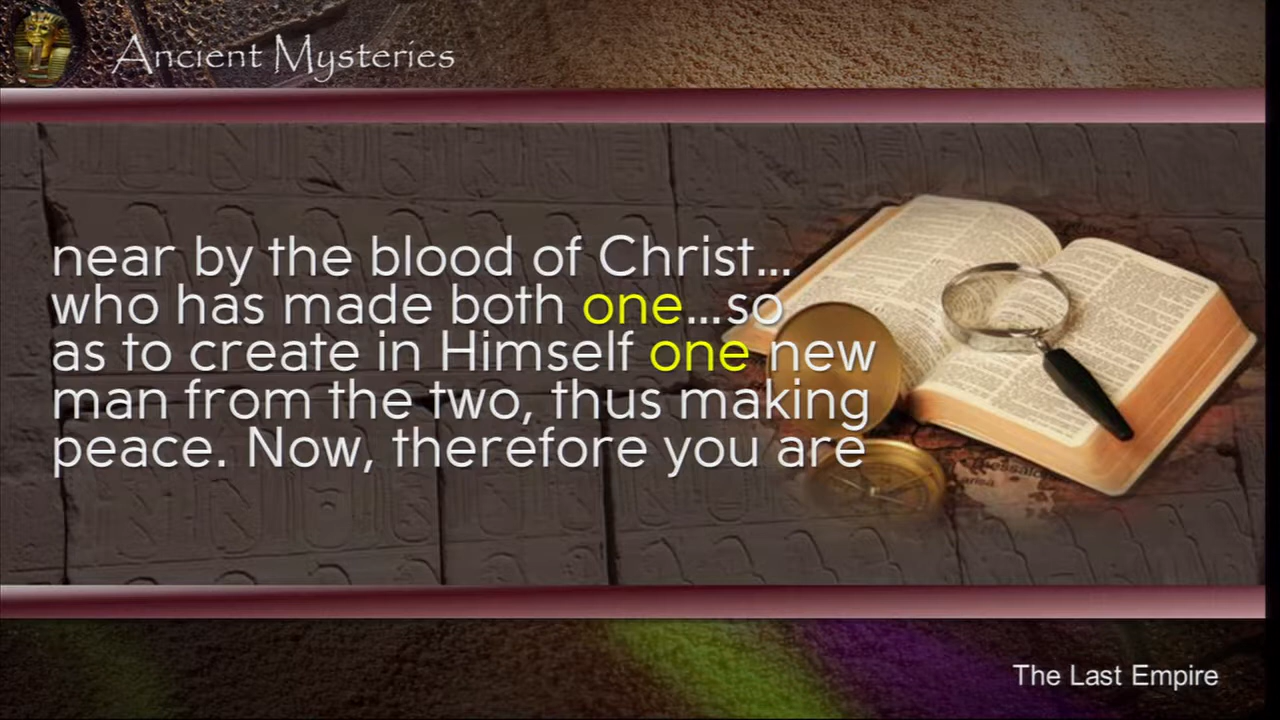 Ancient Mysteries
near by the blood of Christ...
who has made both one...so
as to create in Himself one new
man from the two, thus making
peace. Now, therefore you are
The Last Empire